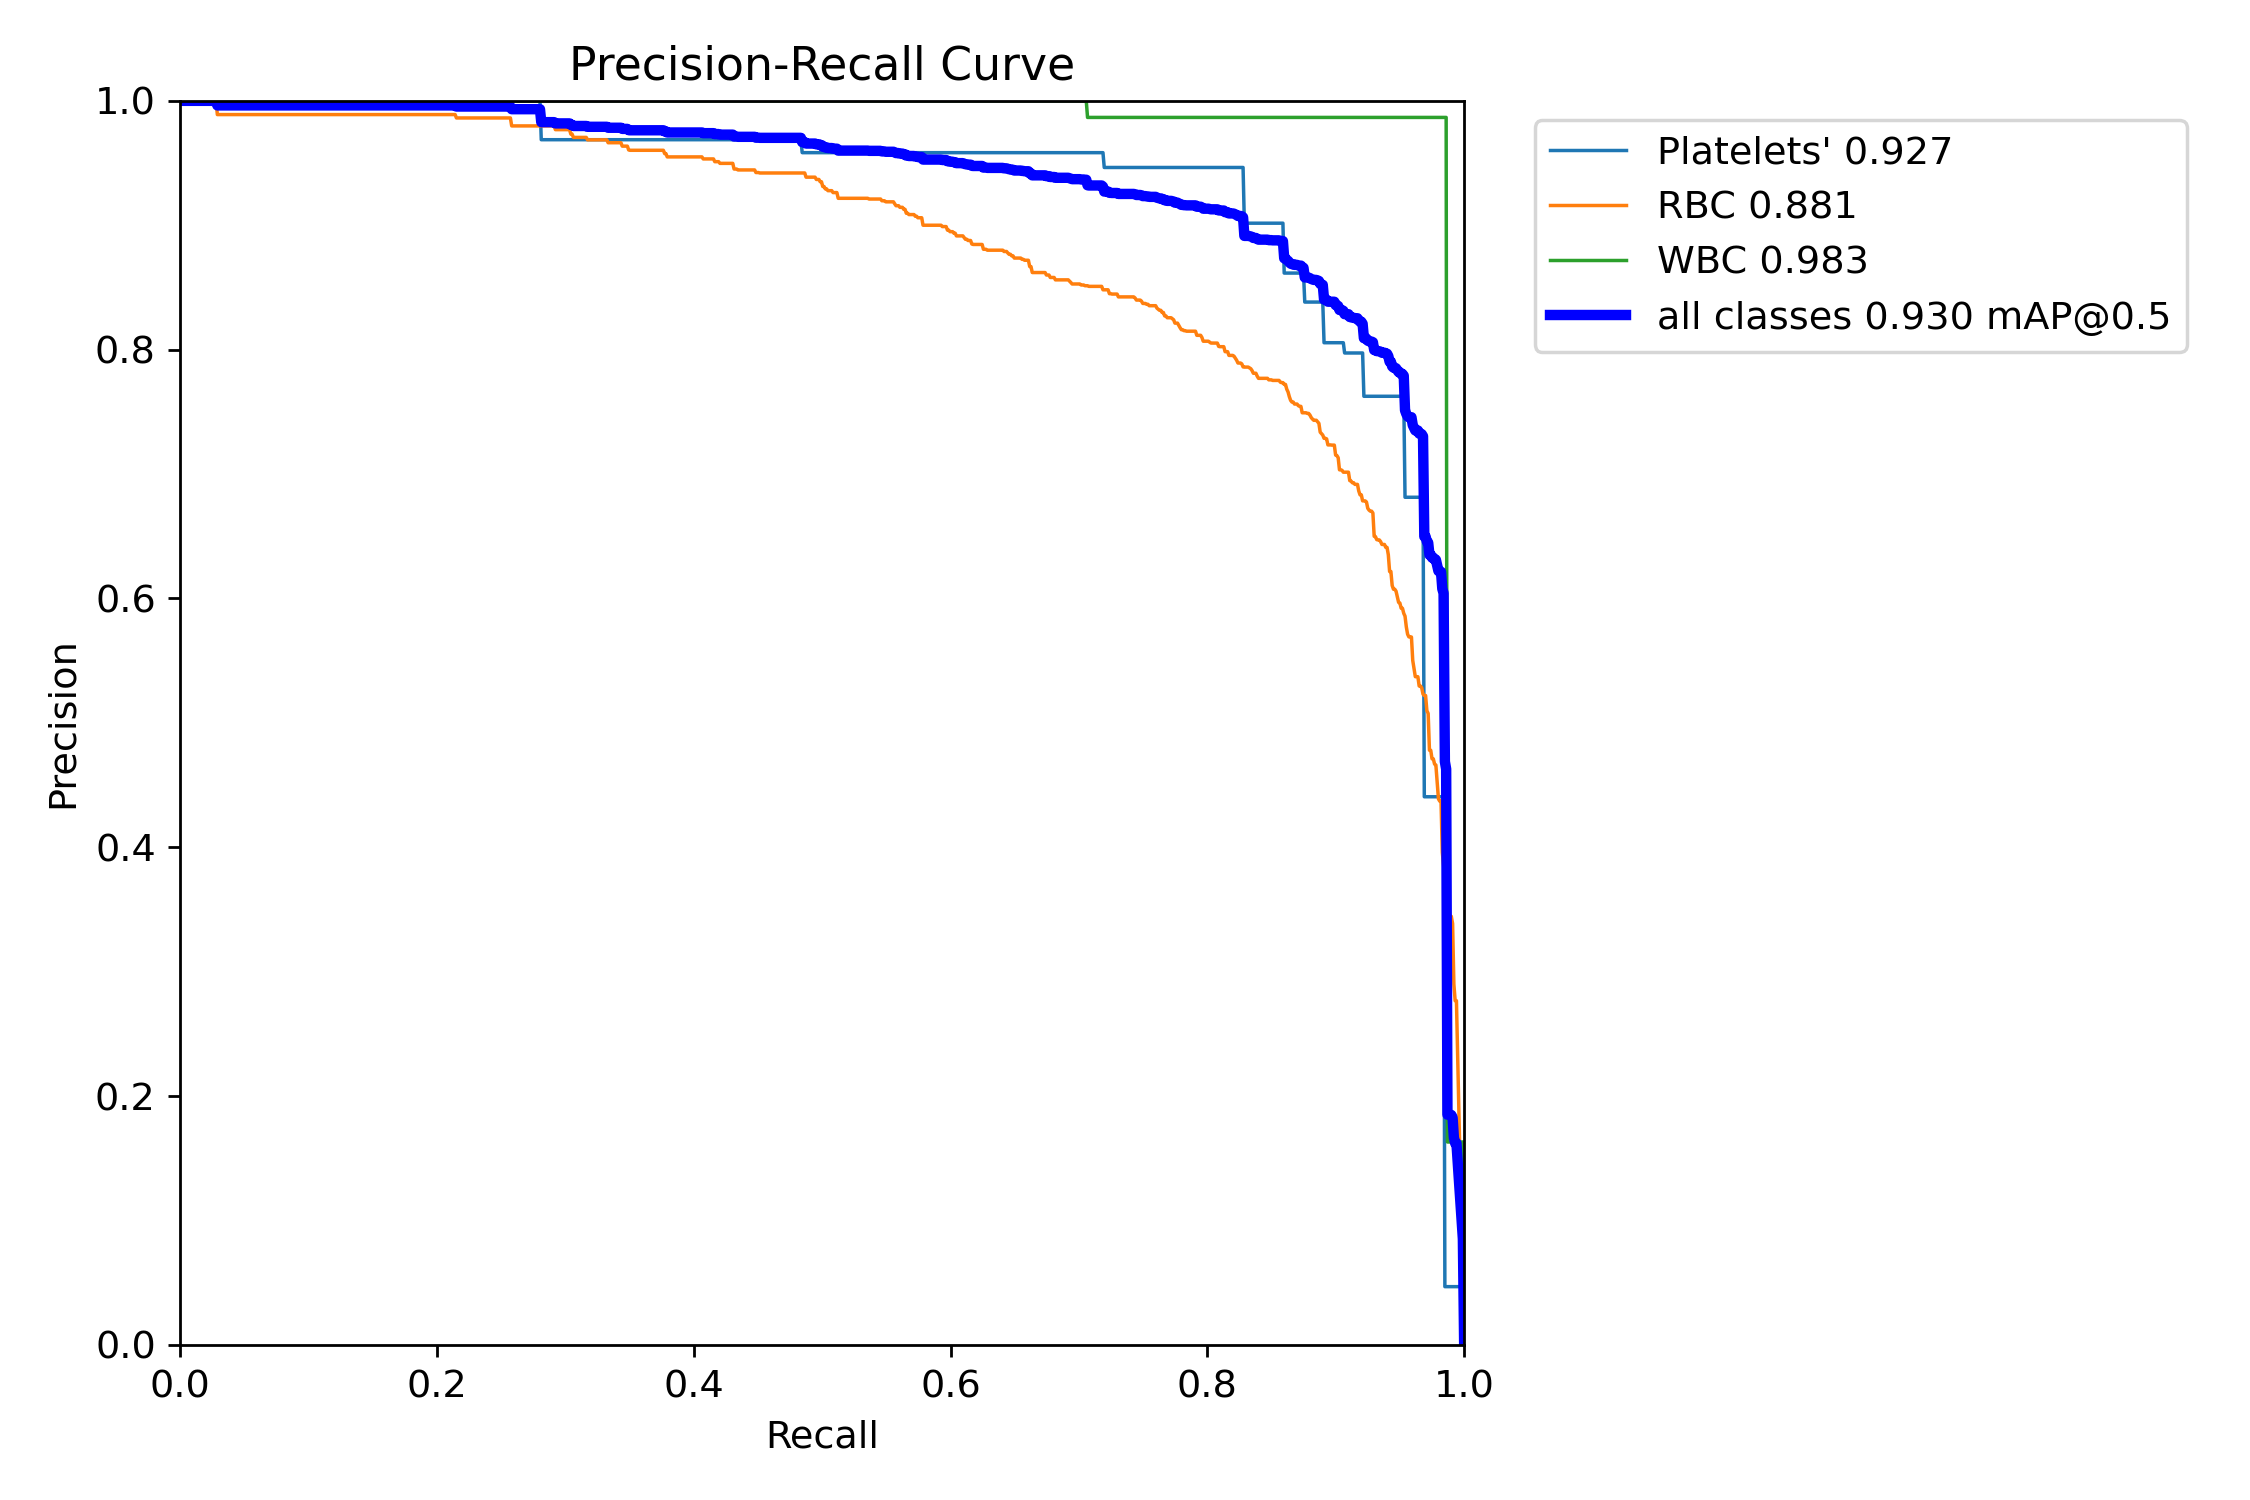 Precision-Recall Curve
1.0
0.8
0.6
0.4
0.2
0.0
Precision
0.0 0.2 0.4 0.6 0.8 1.0
Recall
Platelets' 0.927
RBC 0.881
WBC 0.983
all classes 0.930 mAP@0.5